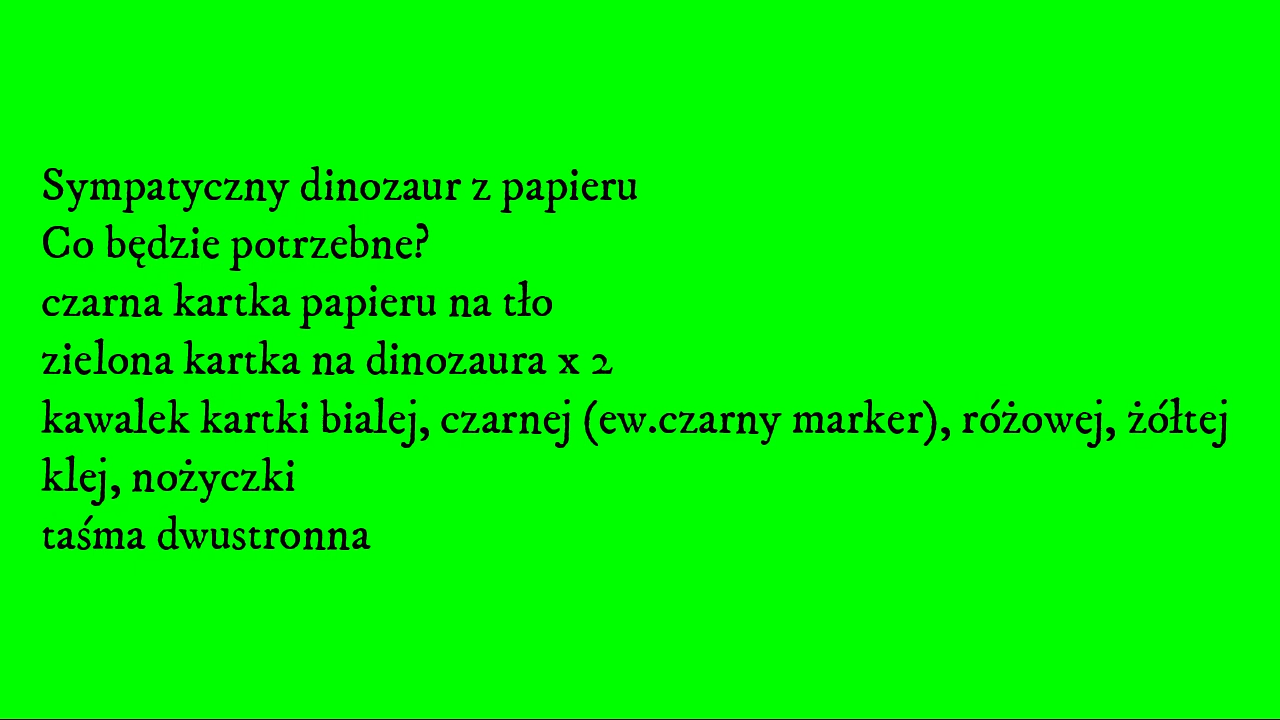 Sympatyczny dinozaur z papieru
Co będzie potrzebne?
czarna kartka papieru na tło
zielona kartka na dinozaura x 2
kawalek kartki bialej, czarnej (ew.czarny marker), różowej, żółtej
klej, nożyczki
taśma dwustronna